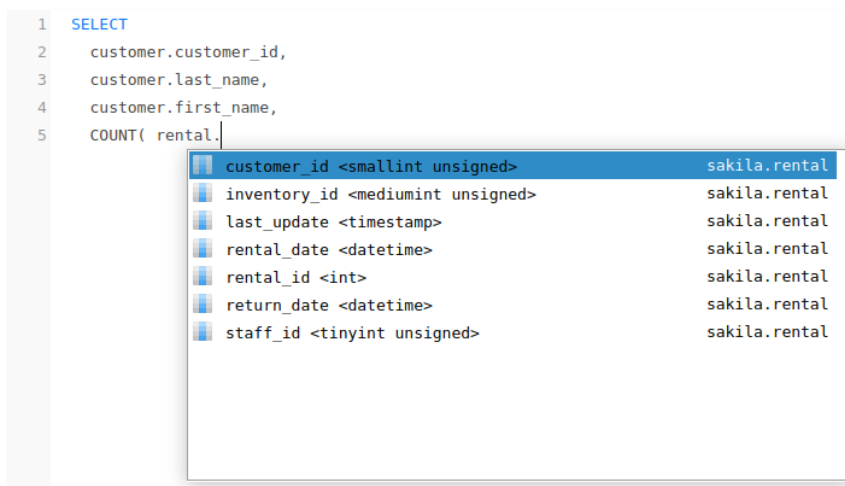 1 SELECT
2 customer.customer_id,
3 customer.last_name,
4 customer.first_name,
5 COUNT( rental.
customer_id <smallint unsigned> sakila.rental
inventory_id <mediumint unsigned> sakila.rental
last_update <timestamp> sakila.rental
rental_date <datetime> sakila.rental
rental_id <int> sakila.rental
return_date <datetime> sakila.rental
staff_id <tinyint unsigned> sakila.rental